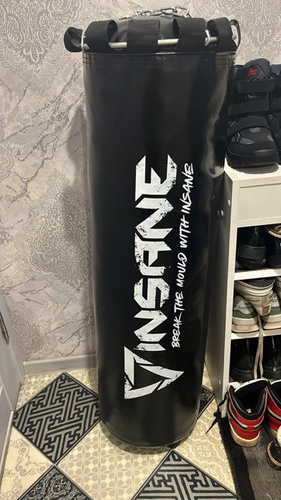 INSANE
BREAK THE MOULD WITH INSANE